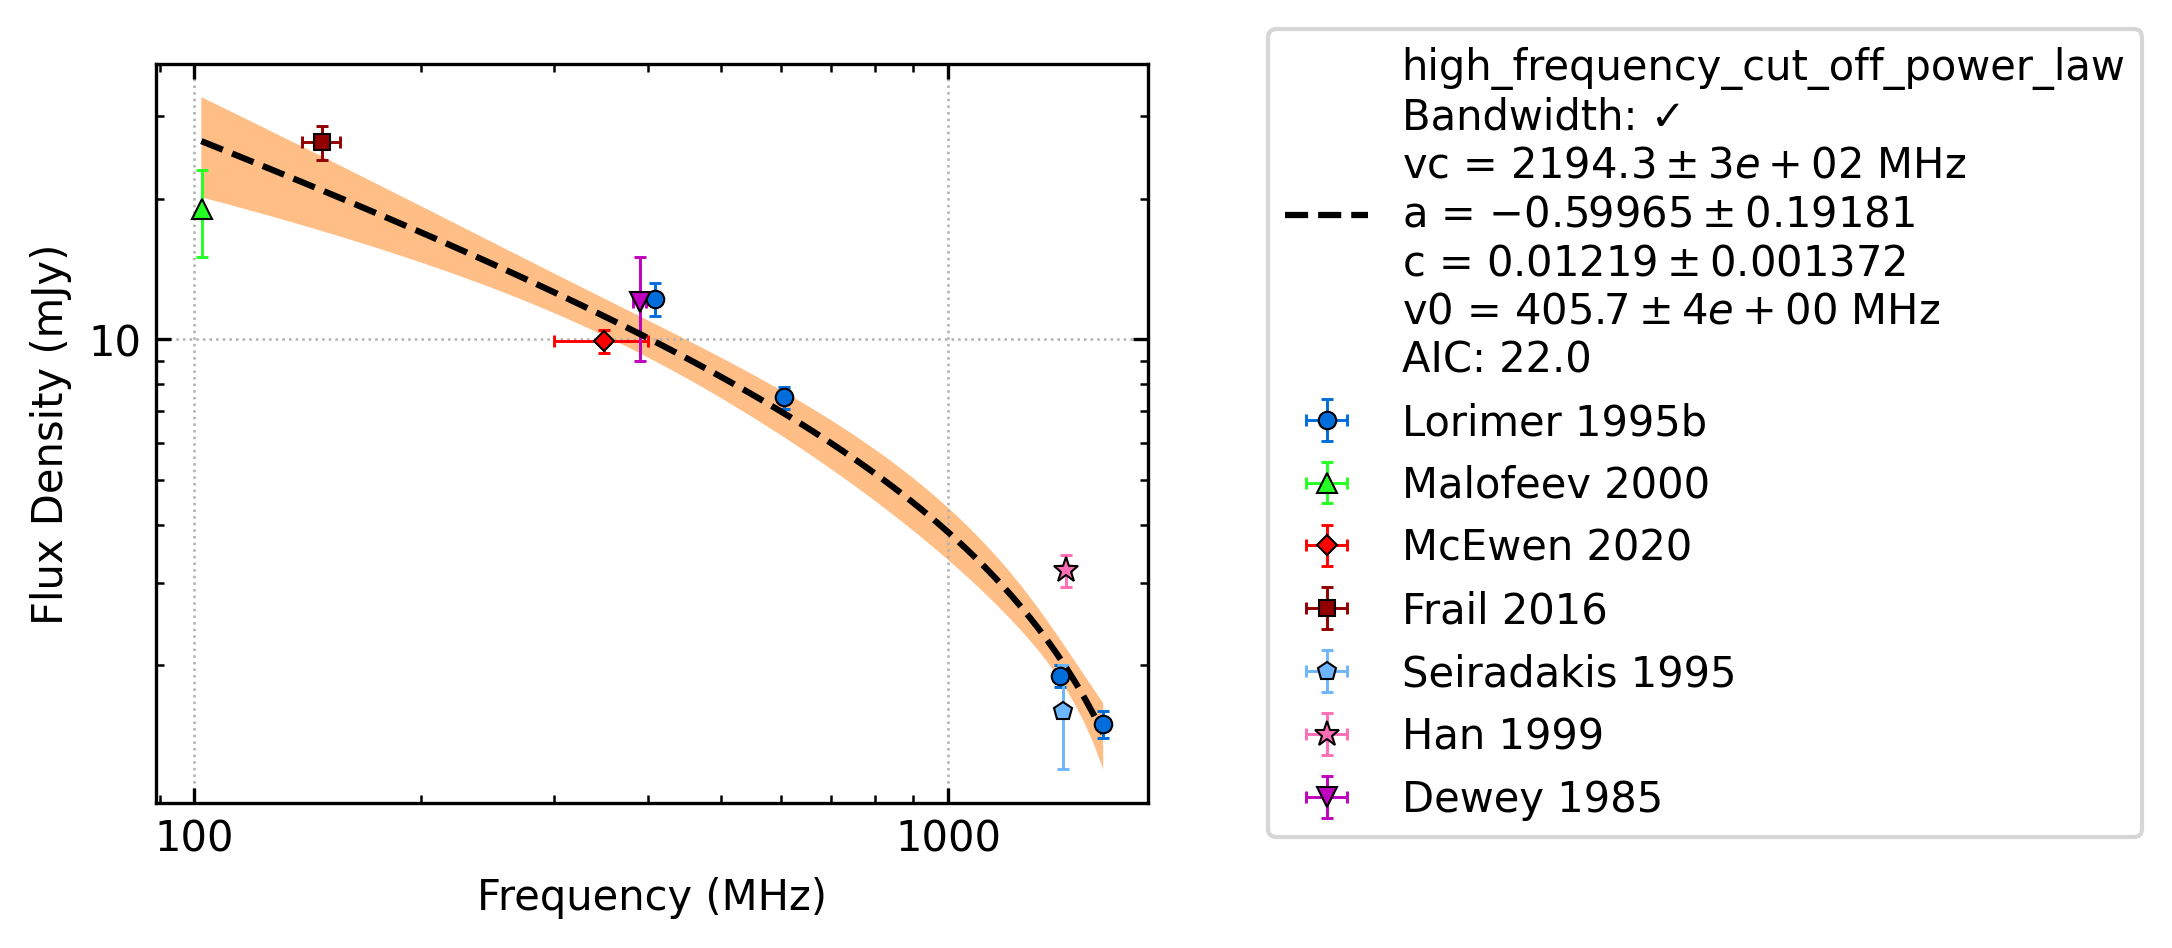 Flux Density (mJy)
10
100
1000
Frequency (MHz)
high_frequency_cut_off_power_law
Bandwidth: ✓
vc = 2194.3 ± 3e + 02 MHz
a = −0.59965 ± 0.19181
c = 0.01219 ± 0.001372
v0 = 405.7 ± 4e + 00 MHz
AIC: 22.0
Lorimer 1995b
Malofeev 2000
McEwen 2020
Frail 2016
Seiradakis 1995
Han 1999
Dewey 1985